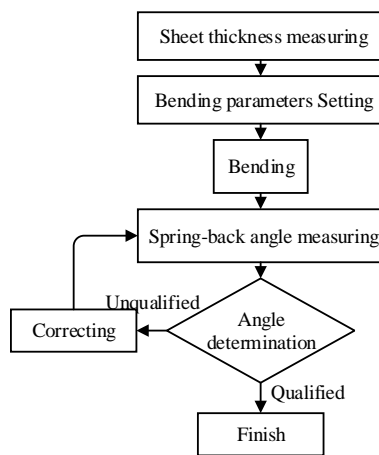 Sheet thickness measuring
Bending parameters Setting
Bending
Spring-back angle measuring
Unqualified
Correcting
Angle
determination
Qualified
Finish